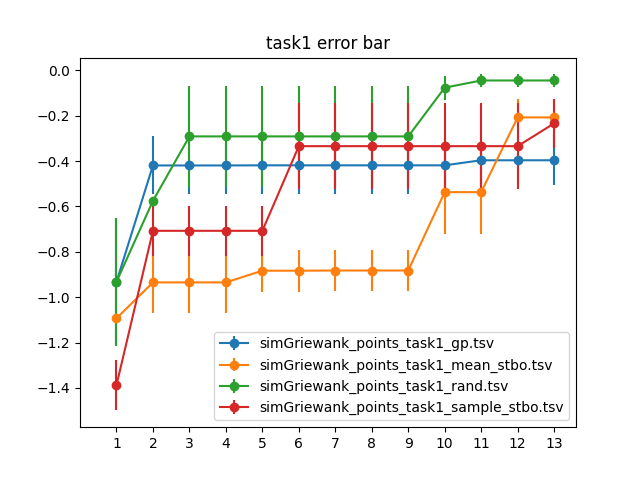 task1 error bar
0.0
−0.2
−0.4
−0.6
−0.8
−1.0
−1.2
−1.4
simGriewank_points_task1_gp.tsv
simGriewank_points_task1_mean_stbo.tsv
simGriewank_points_task1_rand.tsv
simGriewank_points_task1_sample_stbo.tsv
1 2 3 4 5 6 7 8 9 10 11 12 13